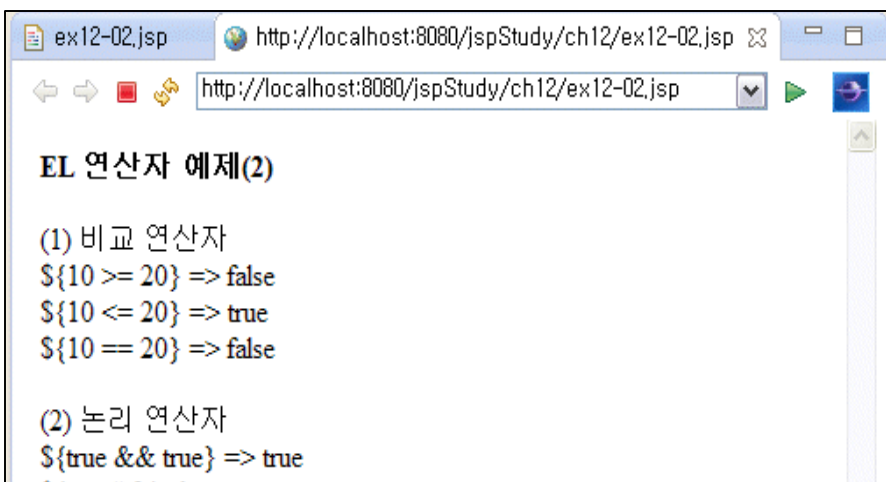 ex12-02.jsp
http://localhost:8080/jspStudy/ch12/ex12-02.jsp
http://localhost:8080/jspStudy/ch12/ex12-02.jsp
EL 연산자 예제(2)
(1) 비교 연산자
${10 >= 20} => false
${10 <= 20} => true
${10 == 20} => false
(2) 논리 연산자
${true && true} => true